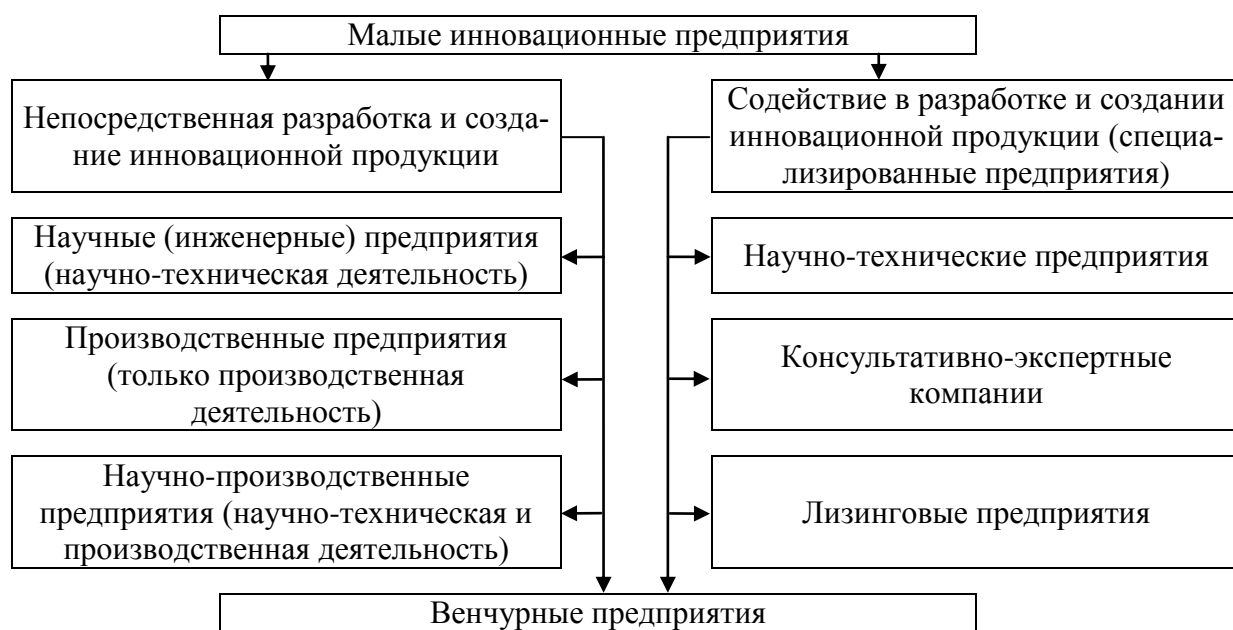 Малые инновационные предприятия
Непосредственная разработка и созда-
ние инновационной продукции
Содействие в разработке и создании
инновационной продукции (специа-
лизированные предприятия)
Научные (инженерные) предприятия
(научно-техническая деятельность)
Научно-технические предприятия
Производственные предприятия
(только производственная
деятельность)
Консультативно-экспертные
компании
Научно-производственные
предприятия (научно-техническая и
производственная деятельность)
Лизинговые предприятия
Венчурные предприятия